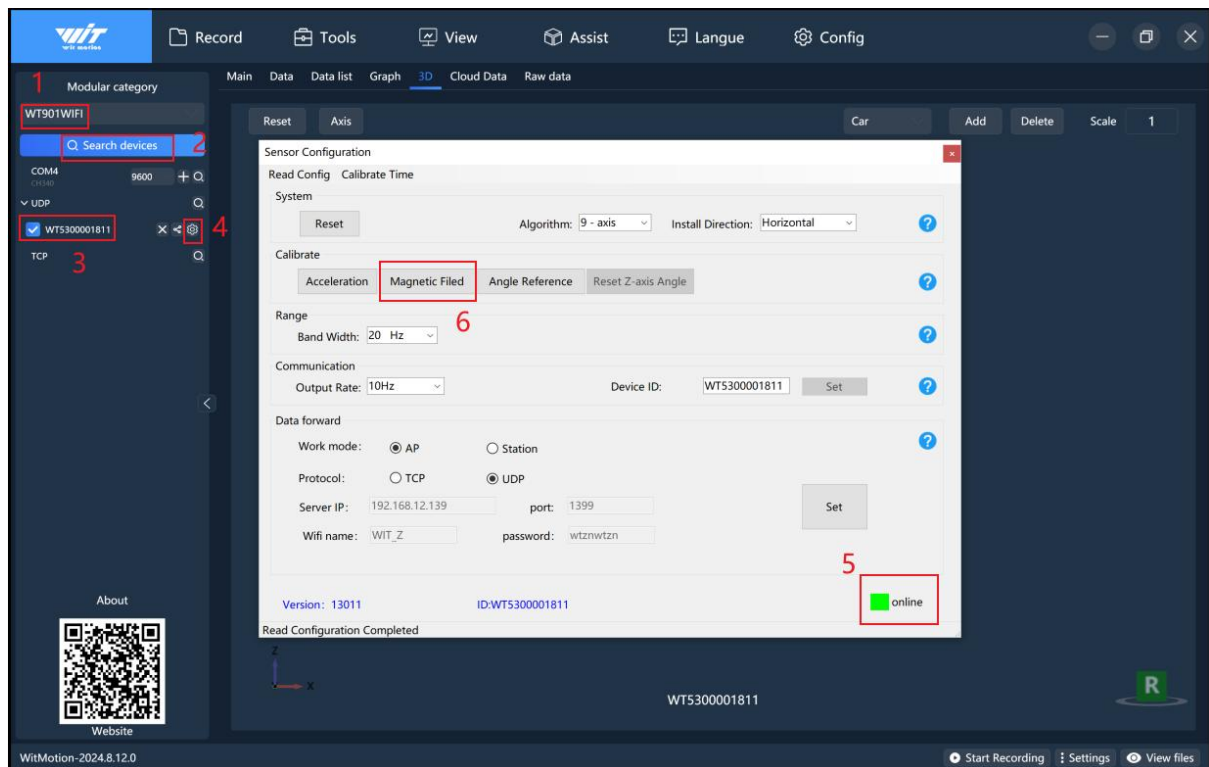 WiT
wit motion
Record
Tools
View
Assist
Langue
Config
1
Modular category
Main Data Data list Graph 3D Cloud Data Raw data
WT901WIFI
Reset Axis
Car
Add Delete Scale 1
Search devices
2
COM4
CH340
9600
UDP
WT5300001811
4
TCP
3
Sensor Configuration
Read Config Calibrate Time
System
Reset
Algorithm: 9 - axis
Install Direction: Horizontal
Calibrate
Acceleration Magnetic Filed Angle Reference Reset Z-axis Angle
6
Range
Band Width: 20 Hz
Communication
Output Rate: 10Hz
Device ID: WT5300001811 Set
Data forward
Work mode: AP Station
Protocol: TCP UDP
Server IP: 192.168.12.139 port: 1399
Set
Wifi name: WIT_Z password: wtznwtzn
5
online
Version: 13011 ID:WT5300001811
Read Configuration Completed
About
Website
Z
X
WT5300001811
R
WitMotion-2024.8.12.0
Start Recording Settings View files